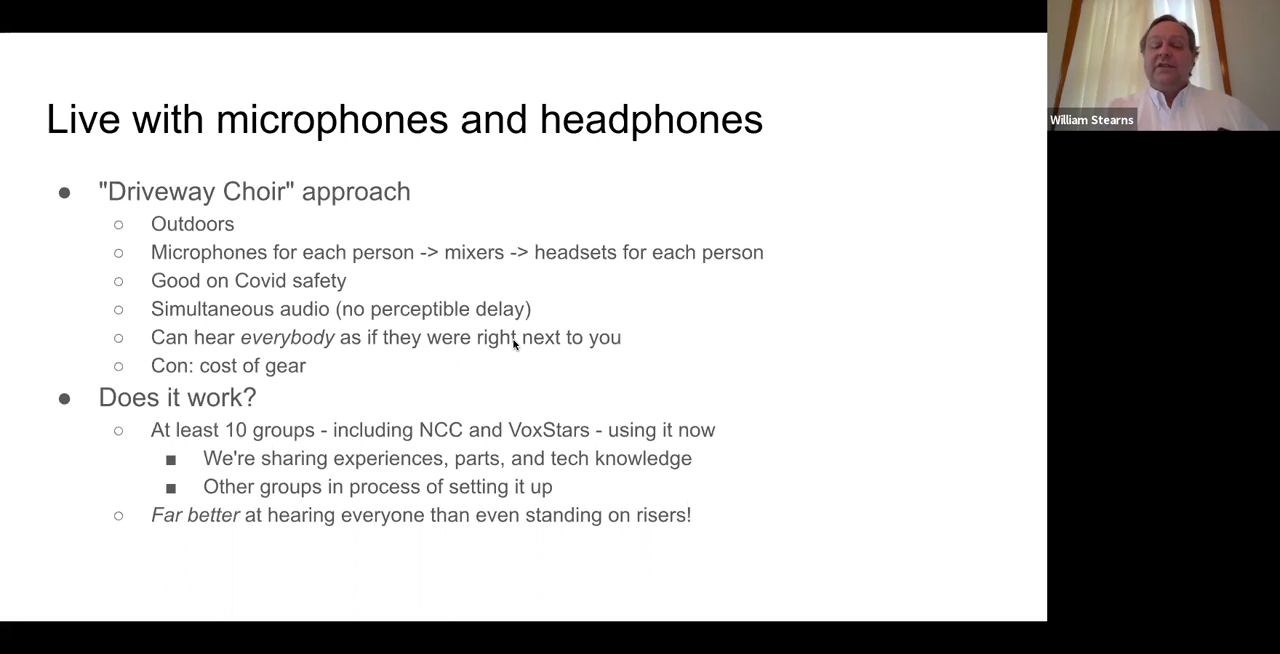 Live with microphones and headphones
● "Driveway Choir" approach
○ Outdoors
○ Microphones for each person -> mixers -> headsets for each person
○ Good on Covid safety
○ Simultaneous audio (no perceptible delay)
○ Can hear everybody as if they were right next to you
○ Con: cost of gear
● Does it work?
○ At least 10 groups - including NCC and VoxStars - using it now
■ We're sharing experiences, parts, and tech knowledge
■ Other groups in process of setting it up
○ Far better at hearing everyone than even standing on risers!
William Stearns